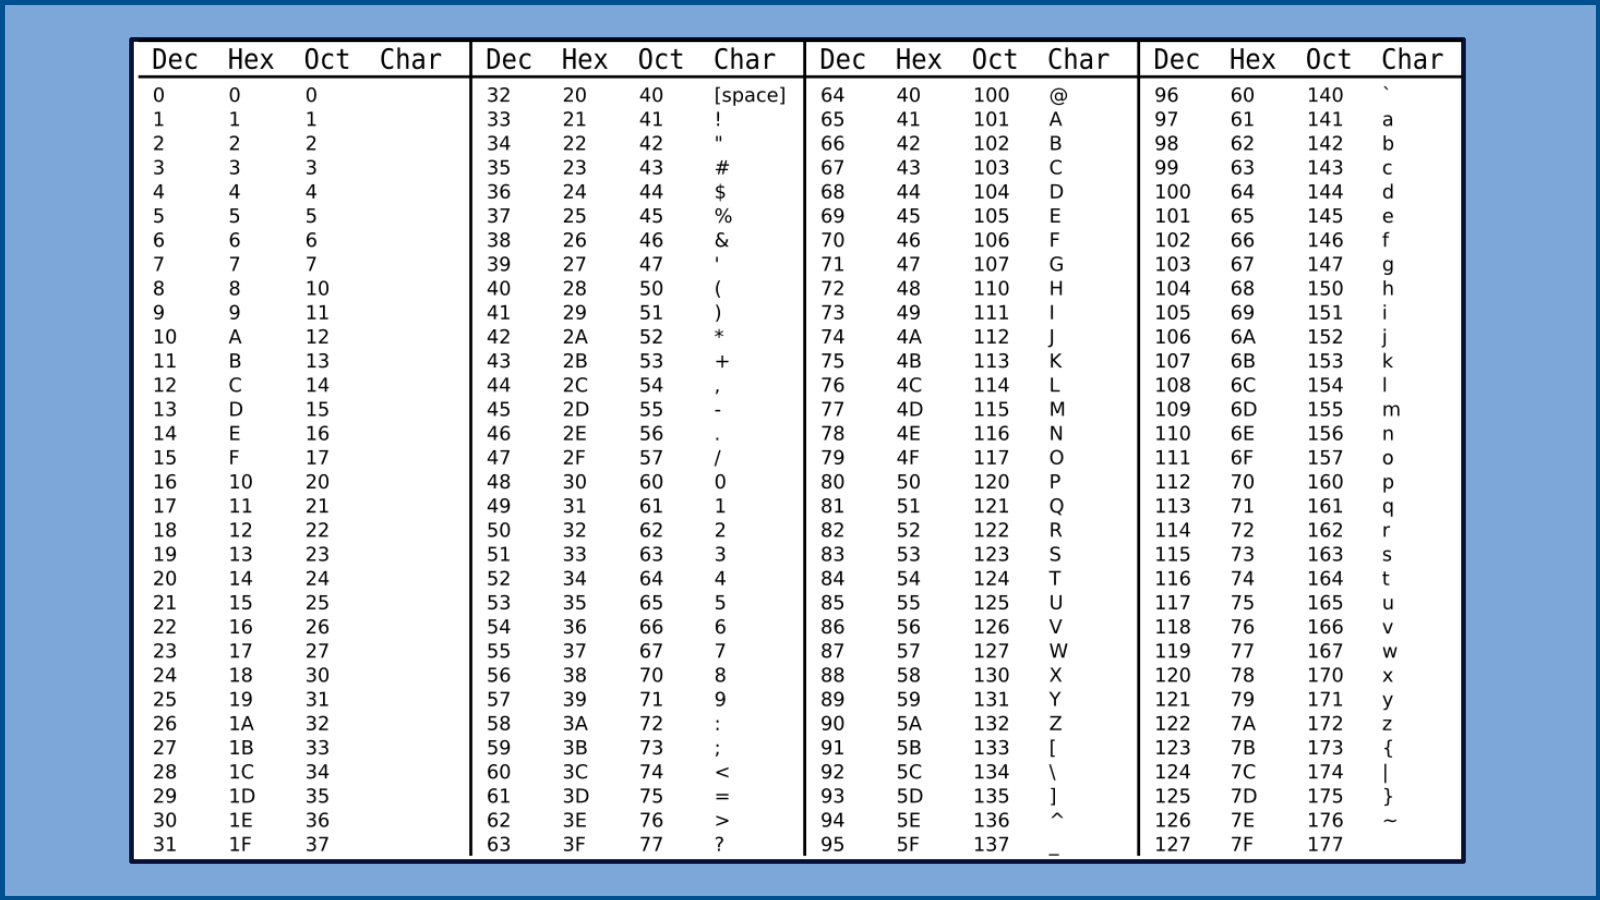 Dec Hex Oct Char Dec Hex Oct Char Dec Hex Oct Char Dec Hex Oct Char
0 0 0 32 20 40 [space] 64 40 100 @ 96 60 140 `
1 1 1 33 21 41 ! 65 41 101 A 97 61 141 a
2 2 2 34 22 42 " 66 42 102 B 98 62 142 b
3 3 3 35 23 43 # 67 43 103 C 99 63 143 c
4 4 4 36 24 44 $ 68 44 104 D 100 64 144 d
5 5 5 37 25 45 % 69 45 105 E 101 65 145 e
6 6 6 38 26 46 & 70 46 106 F 102 66 146 f
7 7 7 39 27 47 ' 71 47 107 G 103 67 147 g
8 8 10 40 28 50 ( 72 48 110 H 104 68 150 h
9 9 11 41 29 51 ) 73 49 111 I 105 69 151 i
10 A 12 42 2A 52 * 74 4A 112 J 106 6A 152 j
11 B 13 43 2B 53 + 75 4B 113 K 107 6B 153 k
12 C 14 44 2C 54 , 76 4C 114 L 108 6C 154 l
13 D 15 45 2D 55 - 77 4D 115 M 109 6D 155 m
14 E 16 46 2E 56 . 78 4E 116 N 110 6E 156 n
15 F 17 47 2F 57 / 79 4F 117 O 111 6F 157 o
16 10 20 48 30 60 0 80 50 120 P 112 70 160 p
17 11 21 49 31 61 1 81 51 121 Q 113 71 161 q
18 12 22 50 32 62 2 82 52 122 R 114 72 162 r
19 13 23 51 33 63 3 83 53 123 S 115 73 163 s
20 14 24 52 34 64 4 84 54 124 T 116 74 164 t
21 15 25 53 35 65 5 85 55 125 U 117 75 165 u
22 16 26 54 36 66 6 86 56 126 V 118 76 166 v
23 17 27 55 37 67 7 87 57 127 W 119 77 167 w
24 18 30 56 38 70 8 88 58 130 X 120 78 170 x
25 19 31 57 39 71 9 89 59 131 Y 121 79 171 y
26 1A 32 58 3A 72 : 90 5A 132 Z 122 7A 172 z
27 1B 33 59 3B 73 ; 91 5B 133 [ 123 7B 173 {
28 1C 34 60 3C 74 < 92 5C 134 \ 124 7C 174 |
29 1D 35 61 3D 75 = 93 5D 135 ] 125 7D 175 }
30 1E 36 62 3E 76 > 94 5E 136 ^ 126 7E 176 ~
31 1F 37 63 3F 77 ? 95 5F 137 _ 127 7F 177